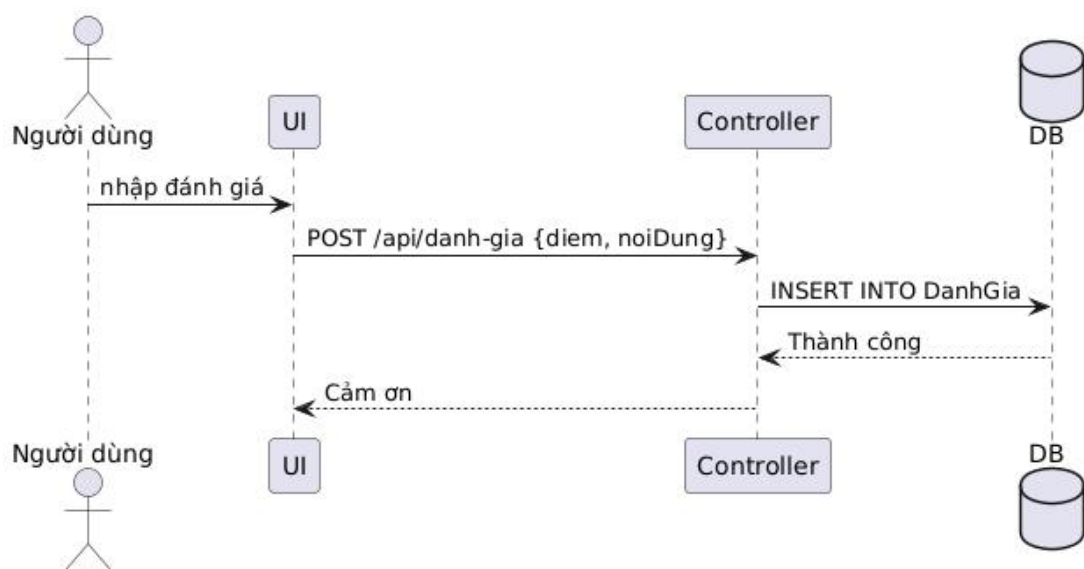 Người dùng
UI
Controller
DB
nhập đánh giá
POST /api/danh-gia {diem, noiDung}
INSERT INTO DanhGia
Thành công
Cảm ơn
Người dùng
UI
Controller
DB